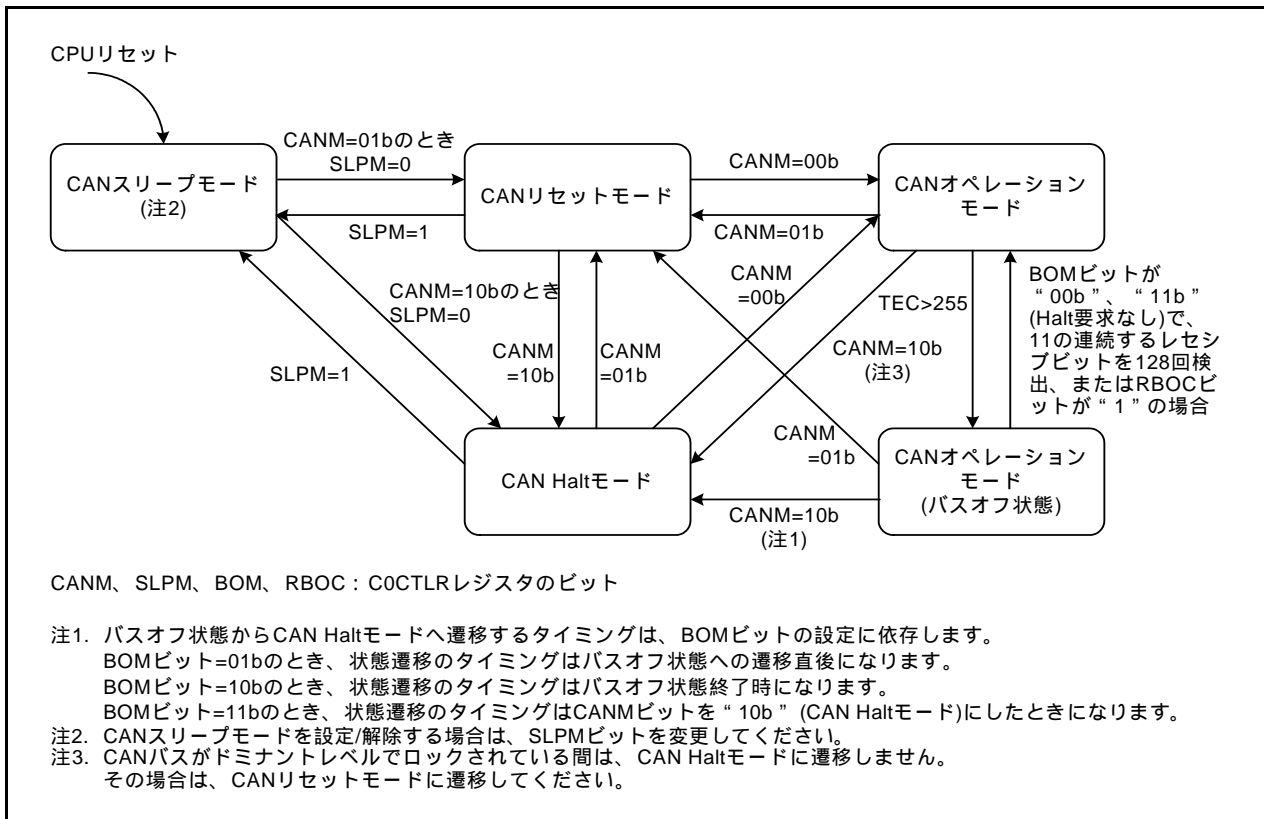 CPUリセット
CANM=01bのとき
SLPM=0
CANM=00b
CANスリープモード
(注2)
CANリセットモード
CANオペレーション
モード
SLPM=1
CANM=01b
CANM=10bのとき
SLPM=0
CANM
=00b
TEC>255
BOMビットが
“00b”、“11b”
(Halt要求なし)で、
11の連続するレセシ
ブビットを128回検
出、またはRBOCビ
ットが“1”の場合
SLPM=1
CANM
=10b
CANM
=01b
CANM=10b
(注3)
CANM
=01b
CAN Haltモード
CANオペレーション
モード
(バスオフ状態)
CANM=10b
(注1)
CANM、SLPM、BOM、RBOC：C0CTLRレジスタのビット
注1. バスオフ状態からCAN Haltモードへ遷移するタイミングは、BOMビットの設定に依存します。
BOMビット=01bのとき、状態遷移のタイミングはバスオフ状態への遷移直後になります。
BOMビット=10bのとき、状態遷移のタイミングはバスオフ状態終了時になります。
BOMビット=11bのとき、状態遷移のタイミングはCANMビットを“10b”(CAN Haltモード)にしたときになります。
注2. CANスリープモードを設定/解除する場合は、SLPMビットを変更してください。
注3. CANバスがドミナントレベルでロックされている間は、CAN Haltモードに遷移しません。
その場合は、CANリセットモードに遷移してください。